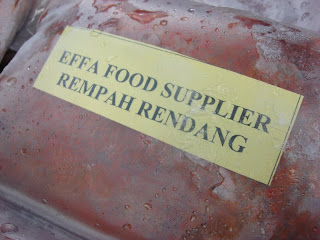 EFFA FOOD SUPPLIER
REMPAH RENDANG